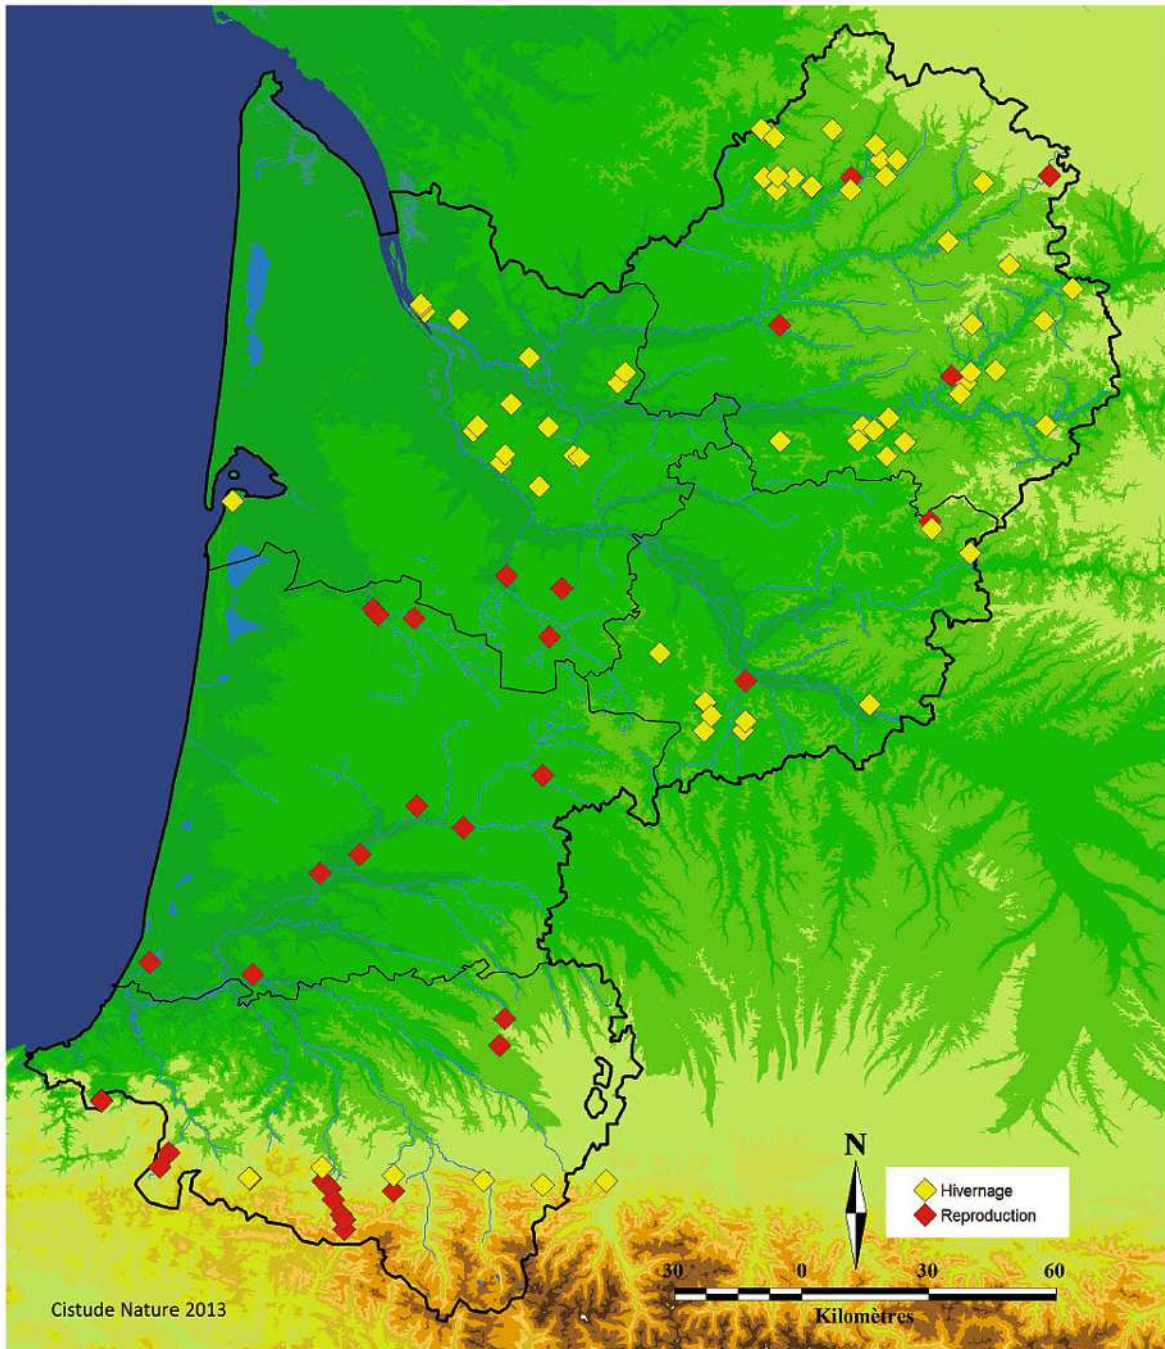 N
Hivernage
Reproduction
30 0 30 60
Kilomètres
Cistude Nature 2013